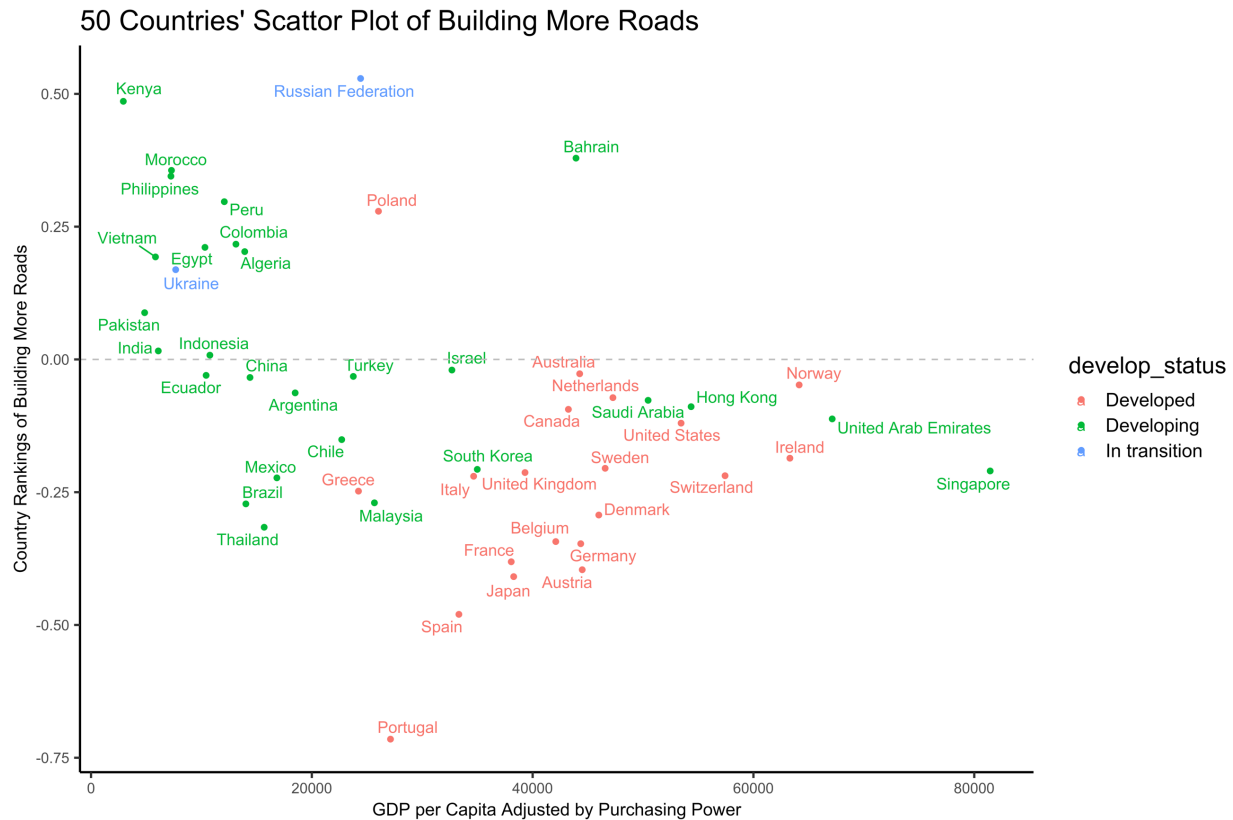 50 Countries' Scattor Plot of Building More Roads
Kenya
Russian Federation
Bahrain
Morocco
Philippines
Poland
Peru
Colombia
Vietnam
Egypt
Algeria
Ukraine
Pakistan
India
Indonesia
China
Turkey
Israel
Australia
Norway
Ecuador
Netherlands
Argentina
Hong Kong
Saudi Arabia
Canada
United States
United Arab Emirates
Chile
Ireland
South Korea
Sweden
Mexico
Greece
Italy
United Kingdom
Switzerland
Singapore
Brazil
Malaysia
Denmark
Thailand
Belgium
France
Germany
Austria
Japan
Spain
Portugal
0.50
0.25
0.00
-0.25
-0.50
-0.75
Country Rankings of Building More Roads
0
20000
40000
60000
80000
GDP per Capita Adjusted by Purchasing Power
develop_status
a Developed
a Developing
a In transition